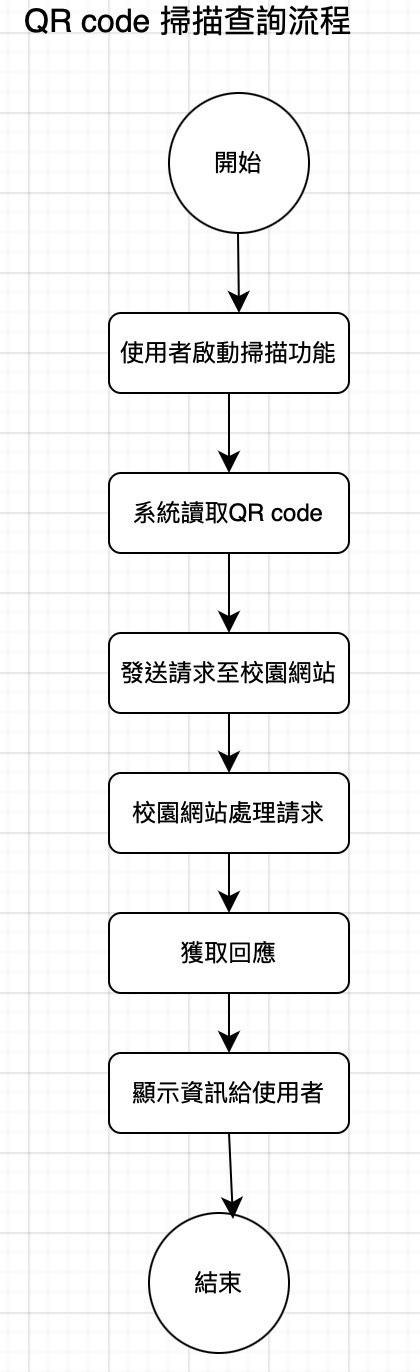 QR code 掃描查詢流程
開始
使用者啟動掃描功能
系統讀取QR code
發送請求至校園網站
校園網站處理請求
獲取回應
顯示資訊給使用者
結束